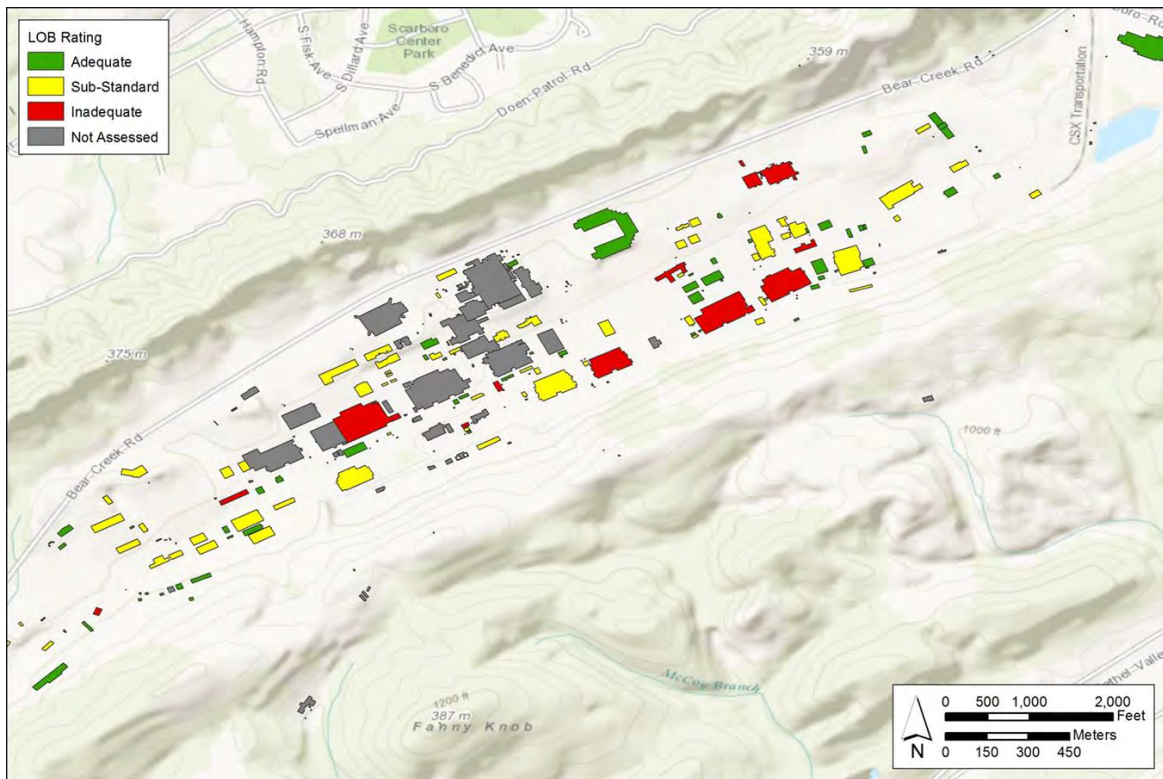 LOB Rating
Adequate
Sub-Standard
Inadequate
Not Assessed
Hampton Rd
S Fisk Ave
S Dillard Ave
Scarboro
Center
Park
S Benedict Ave
Spellman Ave
Doen-Patrol-Rd
359 m
Bear-Creek-Rd
CSX Transportation
368 m
375 m
Bear-Creek-Rd
1000 ft
McCoy Branch
1200 ft
387 m
Fanny Knob
0 500 1,000 2,000
Feet
Meters
0 150 300 450
N